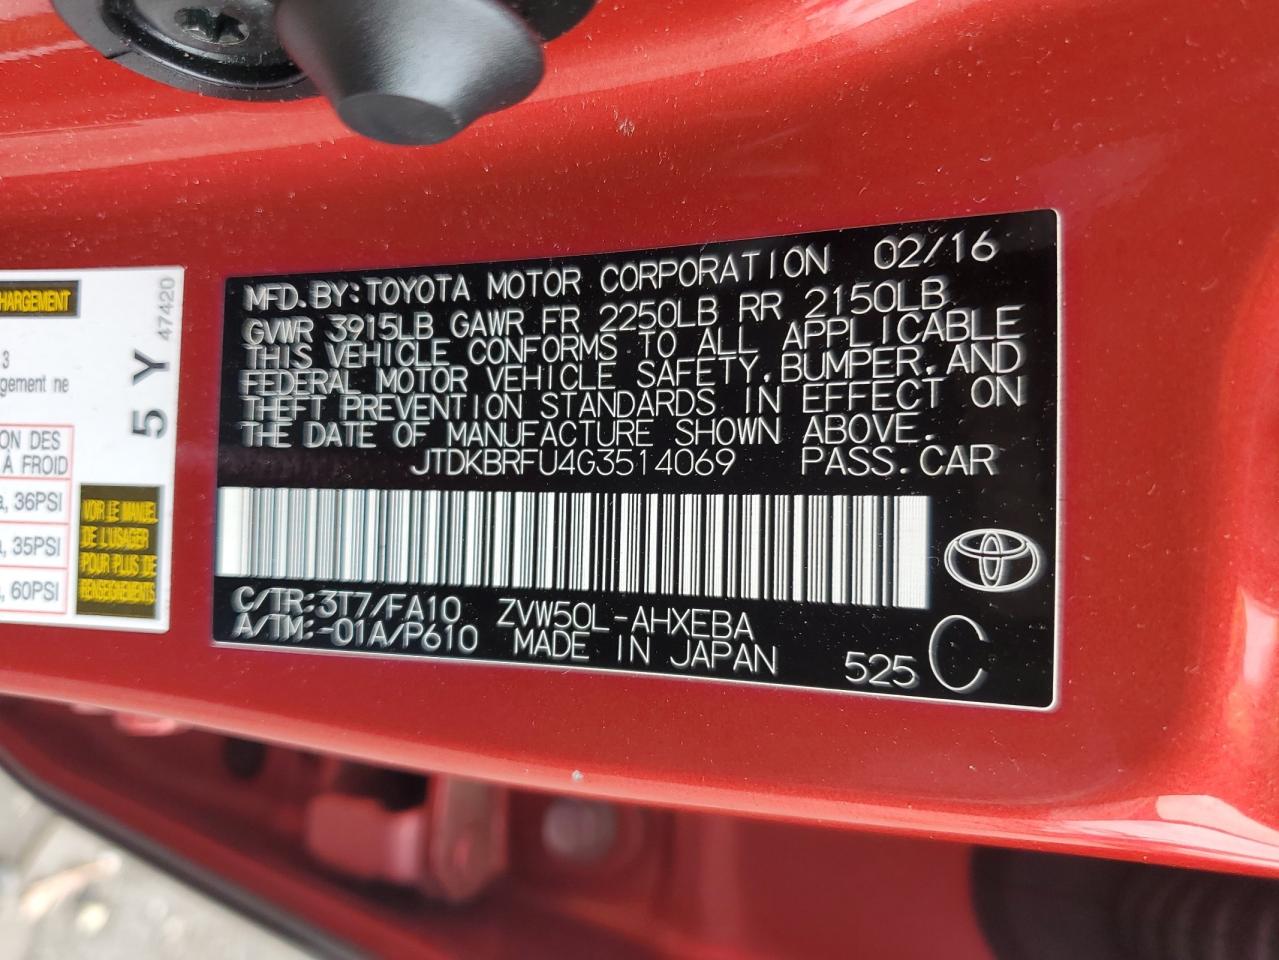 MFD. BY: TOYOTA MOTOR CORPORATION 02/16
GVWR 3915LB GAWR FR 2250LB RR 2150LB
THIS VEHICLE CONFORMS TO ALL APPLICABLE
FEDERAL MOTOR VEHICLE SAFETY, BUMPER, AND
THEFT PREVENTION STANDARDS IN EFFECT ON
THE DATE OF MANUFACTURE SHOWN ABOVE.
JTDKBRFU4G3514069 PASS. CAR
C/TR: 3T7/FA10 ZVW50L-AHXEBA
A/TM: -01A/P610 MADE IN JAPAN 525 C
HARGEMENT
3
gement ne
ON DES
À FROID
a, 36PSI
a, 35PSI
a, 60PSI
5Y
47420
VOIR LE MANUEL
DE L'USAGER
POUR PLUS DE
RENSEIGNEMENTS